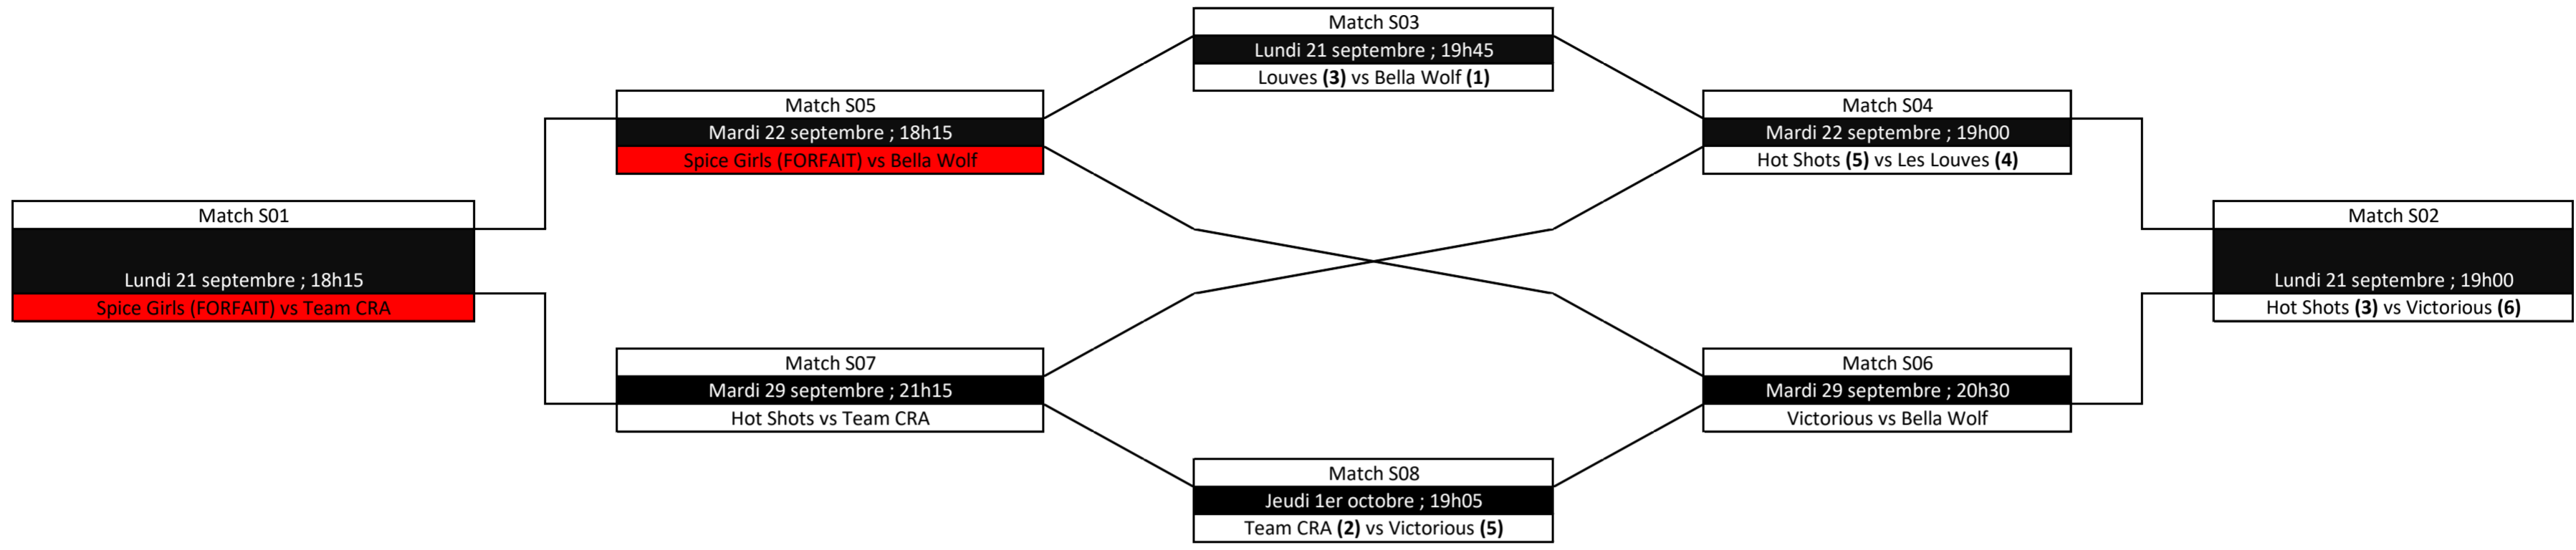 Match S03
Lundi 21 septembre ; 19h45
Louves (3) vs Bella Wolf (1)
Match S05
Mardi 22 septembre ; 18h15
Spice Girls (FORFAIT) vs Bella Wolf
Match S04
Mardi 22 septembre ; 19h00
Hot Shots (5) vs Les Louves (4)
Match S01
Lundi 21 septembre ; 18h15
Spice Girls (FORFAIT) vs Team CRA
Match S02
Lundi 21 septembre ; 19h00
Hot Shots (3) vs Victorious (6)
Match S07
Mardi 29 septembre ; 21h15
Hot Shots vs Team CRA
Match S06
Mardi 29 septembre ; 20h30
Victorious vs Bella Wolf
Match S08
Jeudi 1er octobre ; 19h05
Team CRA (2) vs Victorious (5)